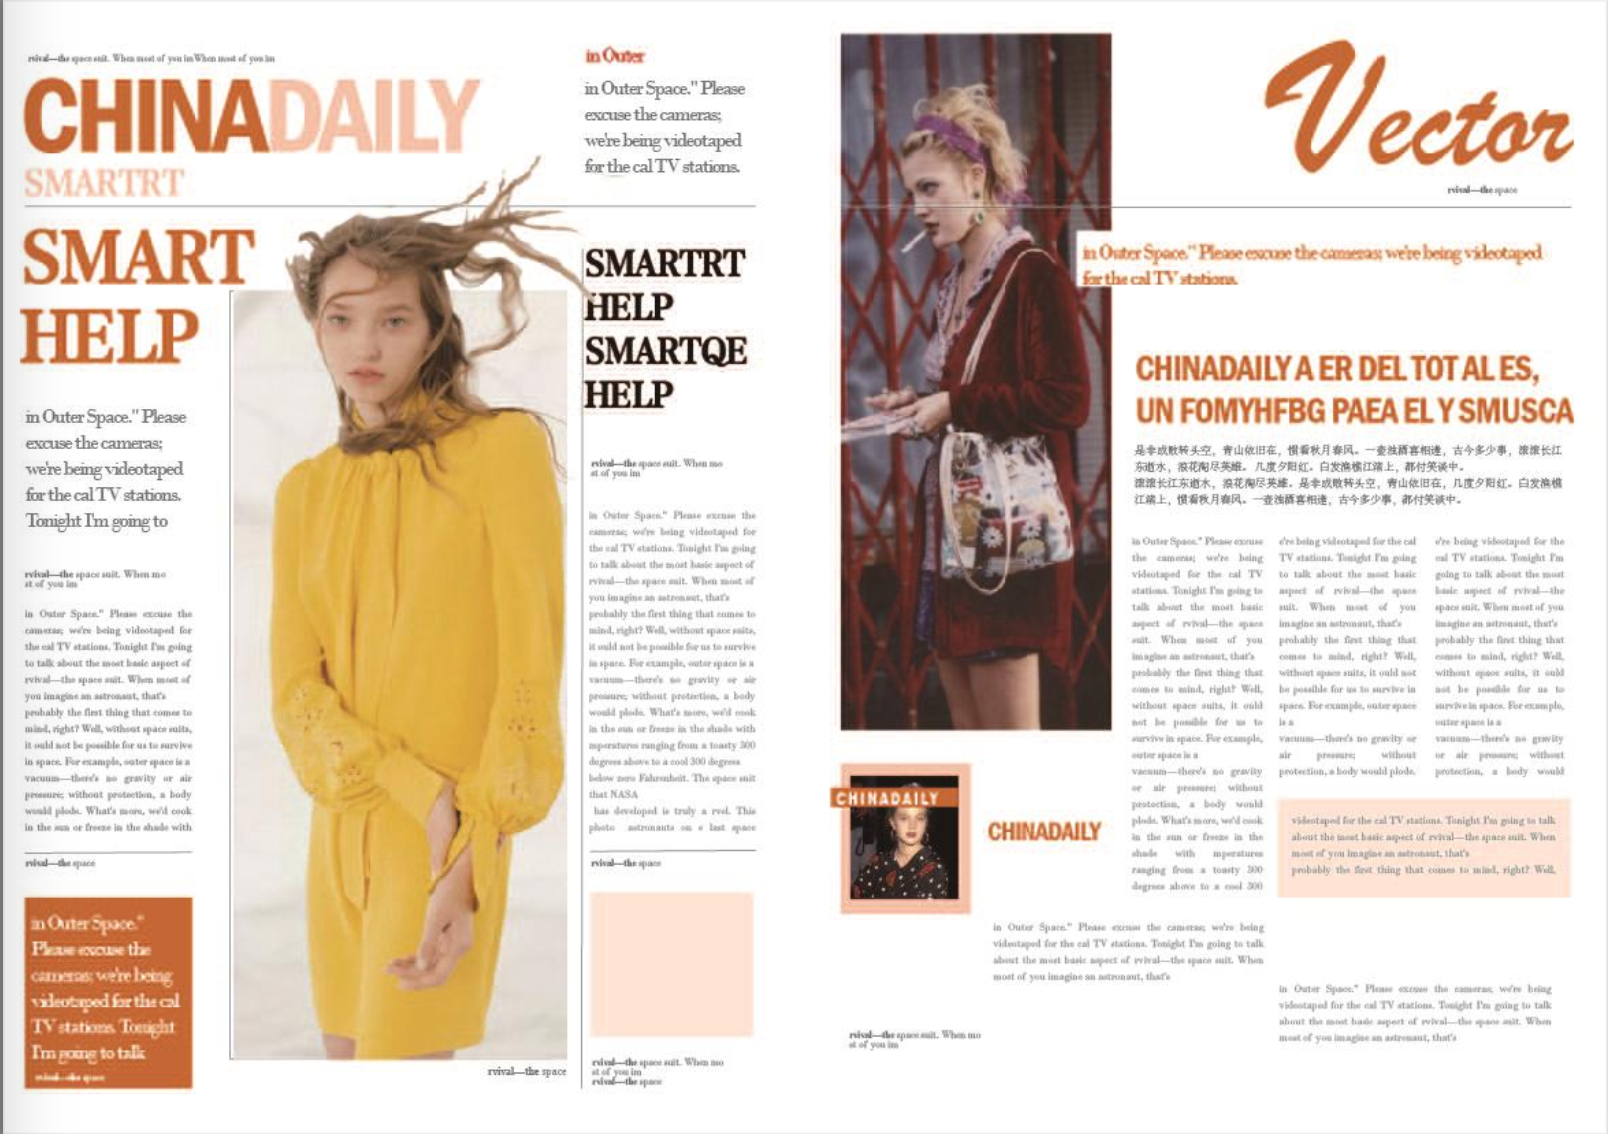 rvival—the space suit. When most of you imWhen most of you im
CHINADAILY
SMARTRT
SMART
HELP
in Outer Space." Please
excuse the cameras;
we're being videotaped
for the cal TV stations.
Tonight I'm going to
rvival—the space suit. When mo
st of you im
in Outer Space." Please excuse the
cameras; we're being videotaped for
the cal TV stations. Tonight I'm going
to talk about the most basic aspect of
rvival—the space suit. When most of
you imagine an astronaut, that's
probably the first thing that comes to
mind, right? Well, without space suits,
it ould not be possible for us to survive
in space. For example, outer space is a
vacuum—there's no gravity or air
pressure; without protection, a body
would plode. What's more, we'd cook
in the sun or freeze in the shade with
rvival—the space
in Outer Space."
Please excuse the
cameras; we're being
videotaped for the cal
TV stations. Tonight
I'm going to talk
rvival—the space
rvival—the space
in Outer
in Outer Space." Please
excuse the cameras;
we're being videotaped
for the cal TV stations.
SMARTRT
HELP
SMARTQE
HELP
rvival—the space suit. When mo
st of you im
in Outer Space." Please excuse the
cameras; we're being videotaped for
the cal TV stations. Tonight I'm going
to talk about the most basic aspect of
rvival—the space suit. When most of
you imagine an astronaut, that's
probably the first thing that comes to
mind, right? Well, without space suits,
it ould not be possible for us to survive
in space. For example, outer space is a
vacuum—there's no gravity or air
pressure; without protection, a body
would plode. What's more, we'd cook
in the sun or freeze in the shade with
mperatures ranging from a toasty 300
degrees above to a cool 300 degrees
below zero Fahrenheit. The space suit
that NASA
has developed is truly a rvel. This
photo astronauts on e last space
rvival—the space
rvival—the space suit. When mo
st of you im
rvival—the space
Vector
rvival—the space
in Outer Space." Please excuse the cameras; we're being videotaped
for the cal TV stations.
CHINADAILY A ER DEL TOT AL ES,
UN FOMYHFBG PAEA EL Y SMUSCA
是非成败转头空，青山依旧在，惯看秋月春风。一壶浊酒喜相逢，古今多少事，滚滚长江
东逝水，浪花淘尽英雄。几度夕阳红。白发渔樵江渚上，都付笑谈中。
滚滚长江东逝水，浪花淘尽英雄。是非成败转头空，青山依旧在，几度夕阳红。白发渔樵
江渚上，惯看秋月春风。一壶浊酒喜相逢，古今多少事，都付笑谈中。
in Outer Space." Please excuse
the cameras; we're being
videotaped for the cal TV
stations. Tonight I'm going to
talk about the most basic
aspect of rvival—the space
suit. When most of you
imagine an astronaut, that's
probably the first thing that
comes to mind, right? Well,
without space suits, it ould
not be possible for us to
survive in space. For example,
outer space is a
vacuum—there's no gravity
or air pressure; without
protection, a body would
plode. What's more, we'd cook
in the sun or freeze in the
shade with mperatures
ranging from a toasty 300
degrees above to a cool 300
e're being videotaped for the cal
TV stations. Tonight I'm going
to talk about the most basic
aspect of rvival—the space
suit. When most of you
imagine an astronaut, that's
probably the first thing that
comes to mind, right? Well,
without space suits, it ould not
be possible for us to survive in
space. For example, outer space
is a
vacuum—there's no gravity or
air pressure; without
protection, a body would plode.
e're being videotaped for the
cal TV stations. Tonight I'm
going to talk about the most
basic aspect of rvival—the
space suit. When most of you
imagine an astronaut, that's
probably the first thing that
comes to mind, right? Well,
without space suits, it ould
not be possible for us to
survive in space. For example,
outer space is a
vacuum—there's no gravity
or air pressure; without
protection, a body would
videotaped for the cal TV stations. Tonight I'm going to talk
about the most basic aspect of rvival—the space suit. When
most of you imagine an astronaut, that's
probably the first thing that comes to mind, right? Well,
CHINADAILY
CHINADAILY
in Outer Space." Please excuse the cameras; we're being
videotaped for the cal TV stations. Tonight I'm going to talk
about the most basic aspect of rvival—the space suit. When
most of you imagine an astronaut, that's
rvival—the space suit. When mo
st of you im
in Outer Space." Please excuse the cameras; we're being
videotaped for the cal TV stations. Tonight I'm going to talk
about the most basic aspect of rvival—the space suit. When
most of you imagine an astronaut, that's